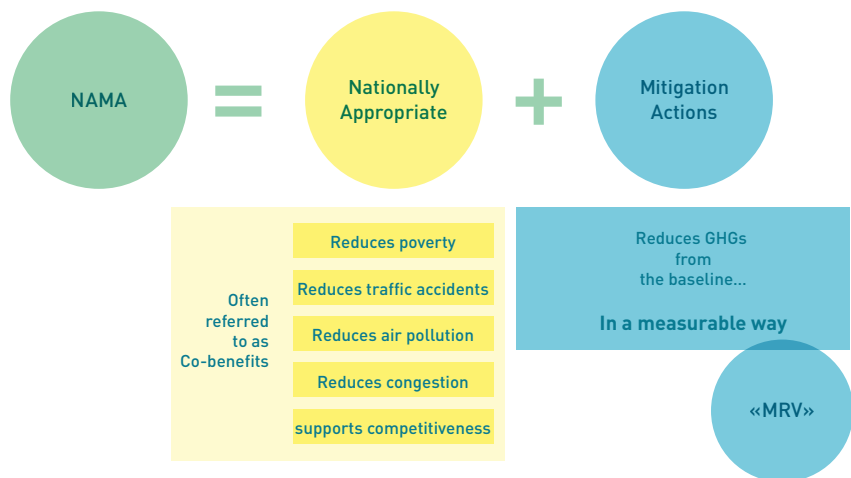 NAMA
=
Nationally
Appropriate
+
Mitigation
Actions
Often
referred
to as
Co-benefits
Reduces poverty
Reduces traffic accidents
Reduces air pollution
Reduces congestion
supports competitiveness
Reduces GHGs
from
the baseline...
In a measurable way
«MRV»